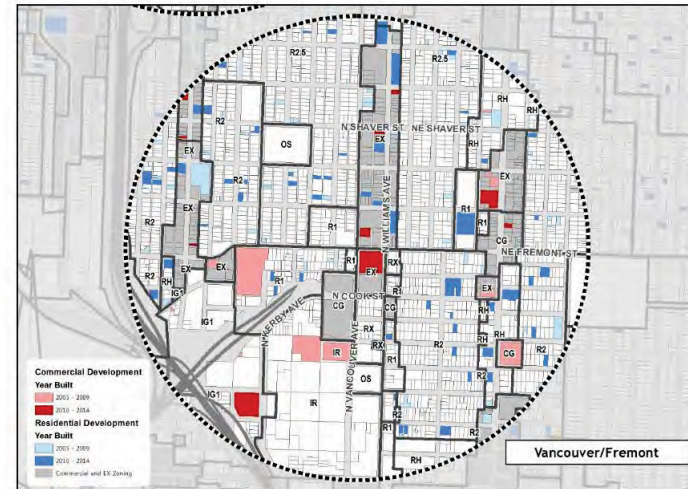 R2.5
R2.5
RH
R2
EX
OS
N SHAVER ST
NE SHAVER ST
EX
RH
RH
EX
R2
EX
R2
R1
R1
R1
N WILLIAMS AVE
CG
NE FREMONT ST
R2
RH
IG1
EX
R1
R1
EX
RX
R1
EX
RH
N COOK ST
CG
CG
RH
RH
IG1
N KERBY AVE
RX
RX
R1
R2
CG
IR
N VANCOUVER AVE
OS
R1
R2
IG1
IR
R1
R2
R2
RH
RH
Commercial Development
Year Built
2005 - 2009
2010 - 2014
Residential Development
Year Built
2005 - 2009
2010 - 2014
Commercial and EX Zoning
Vancouver/Fremont